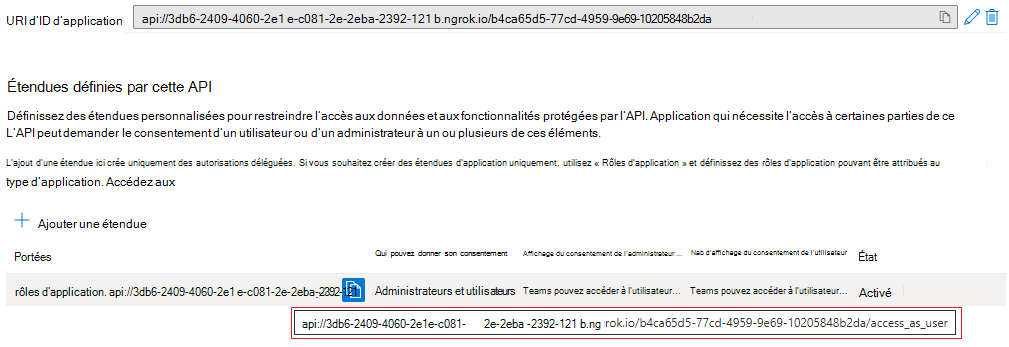 URI d'ID d'application api://3db6-2409-4060-2e1 e-c081-2e-2eba-2392-121 b.ngrok.io/b4ca65d5-77cd-4959-9e69-10205848b2da
Étendues définies par cette API
Définissez des étendues personnalisées pour restreindre l'accès aux données et aux fonctionnalités protégées par l'API. Application qui nécessite l'accès à certaines parties de ce
L'API peut demander le consentement d'un utilisateur ou d'un administrateur à un ou plusieurs de ces éléments.
L'ajout d'une étendue ici crée uniquement des autorisations déléguées. Si vous souhaitez créer des étendues d'application uniquement, utilisez « Rôles d'application » et définissez des rôles d'application pouvant être attribués au
type d'application. Accédez aux
Ajouter une étendue
Portées Qui pouvez donner son consentement Affichage du consentement de l'administrateur ... Nab d'affichage du consentement de l'utilisateur État
rôles d'application. api://3db6-2409-4060-2e1 e-c081-2e-2eba-2392-121 Administrateurs et utilisateurs Teams pouvez accéder à l'utilisateur... Teams pouvez accéder à l'utilisateur... Activé
api://3db6-2409-4060-2e1e-c081- 2e-2eba -2392-121 b.ng rok.io/b4ca65d5-77cd-4959-9e69-10205848b2da/access_as_user